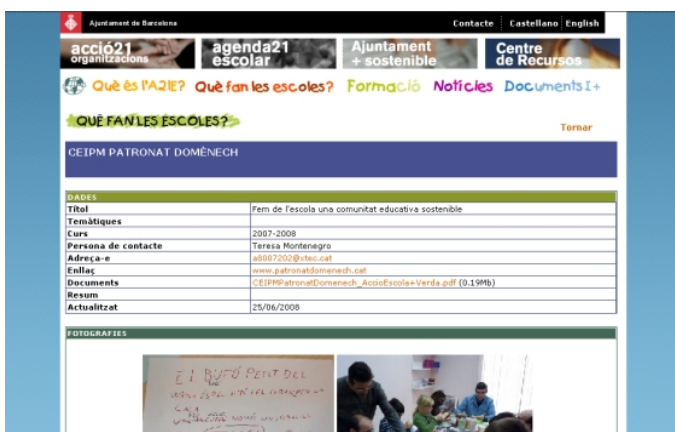 Ajuntament de Barcelona
Contacte Castellano English
acció21 organitzacions
agenda21 escolar
Ajuntament + sostenible
Centre de Recursos
Què és l'A21E? Què fan les escoles? Formació Notícies Documents I+
QUÈ FAN LES ESCOLES?
Tornar
CEIPM PATRONAT DOMÈNECH
DADES
Títol Fem de l'escola una comunitat educativa sostenible
Temàtiques
Curs 2007-2008
Persona de contacte Teresa Montenegro
Adreça-e a8007202@xtec.cat
Enllaç www.patronatdomenech.cat
Documents CEIPMPatronatDomenech_AccioEscola+Verda.pdf (0.19Mb)
Resum
Actualitzat 25/06/2008
FOTOGRAFIES
El BUFÓ PETIT DEL